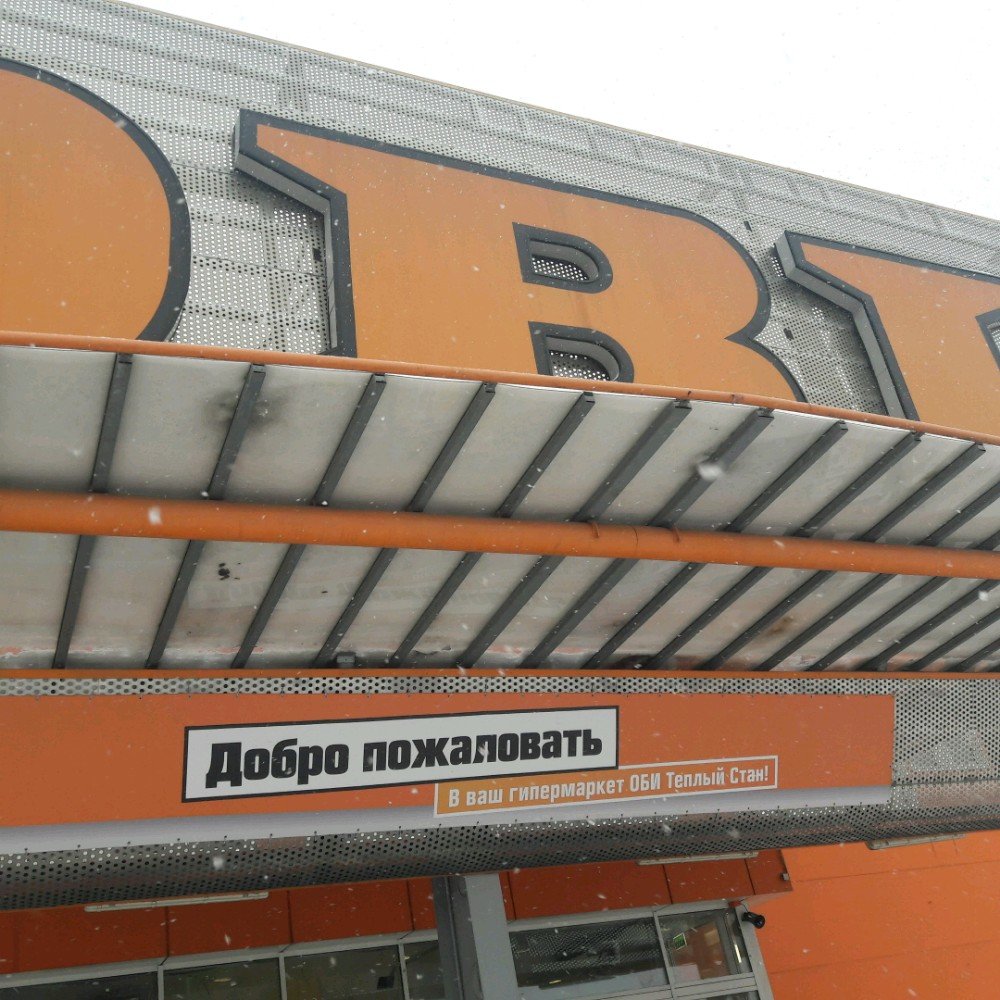 OBI
Добро пожаловать
В ваш гипермаркет ОБИ Теплый Стан!